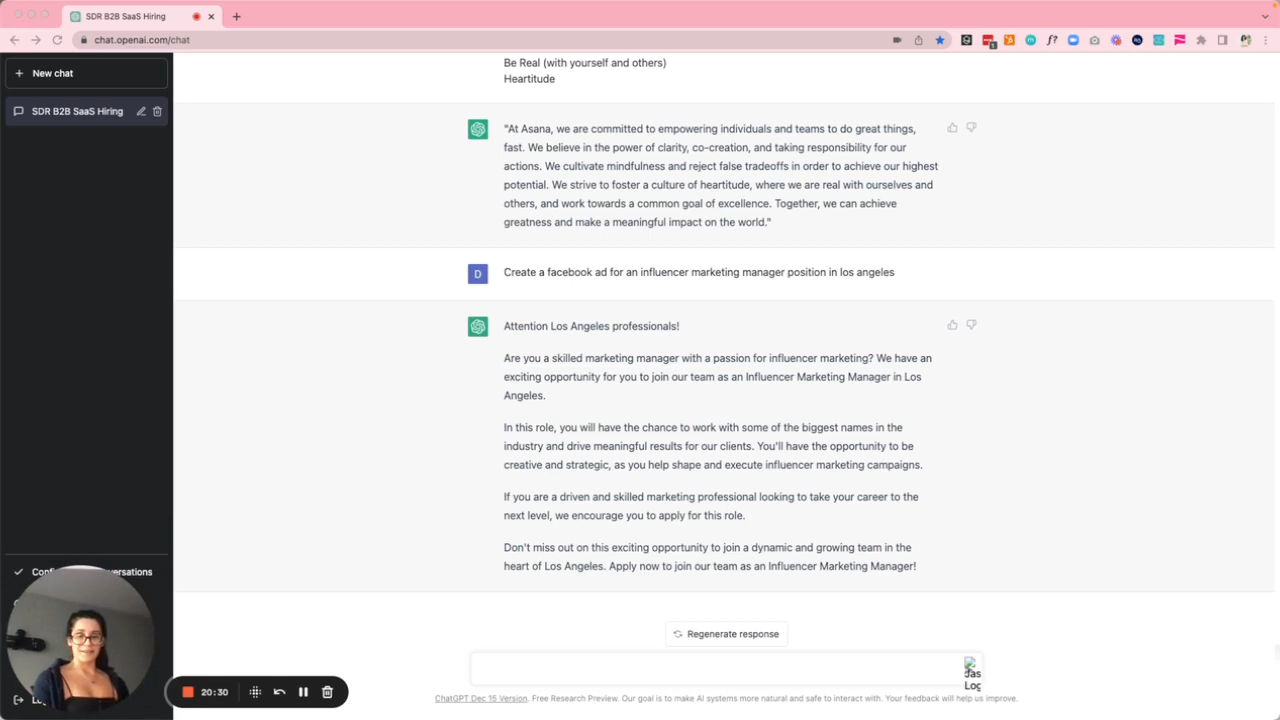 SDR B2B SaaS Hiring
chat.openai.com/chat
New chat
SDR B2B SaaS Hiring
Be Real (with yourself and others)
Heartitude
"At Asana, we are committed to empowering individuals and teams to do great things,
fast. We believe in the power of clarity, co-creation, and taking responsibility for our
actions. We cultivate mindfulness and reject false tradeoffs in order to achieve our highest
potential. We strive to foster a culture of heartitude, where we are real with ourselves and
others, and work towards a common goal of excellence. Together, we can achieve
greatness and make a meaningful impact on the world."
D
Create a facebook ad for an influencer marketing manager position in los angeles
Attention Los Angeles professionals!
Are you a skilled marketing manager with a passion for influencer marketing? We have an
exciting opportunity for you to join our team as an Influencer Marketing Manager in Los
Angeles.
In this role, you will have the chance to work with some of the biggest names in the
industry and drive meaningful results for our clients. You'll have the opportunity to be
creative and strategic, as you help shape and execute influencer marketing campaigns.
If you are a driven and skilled marketing professional looking to take your career to the
next level, we encourage you to apply for this role.
Don't miss out on this exciting opportunity to join a dynamic and growing team in the
heart of Los Angeles. Apply now to join our team as an Influencer Marketing Manager!
Regenerate response
20:30
ChatGPT Dec 15 Version. Free Research Preview. Our goal is to make AI systems more natural and safe to interact with. Your feedback will help us improve.